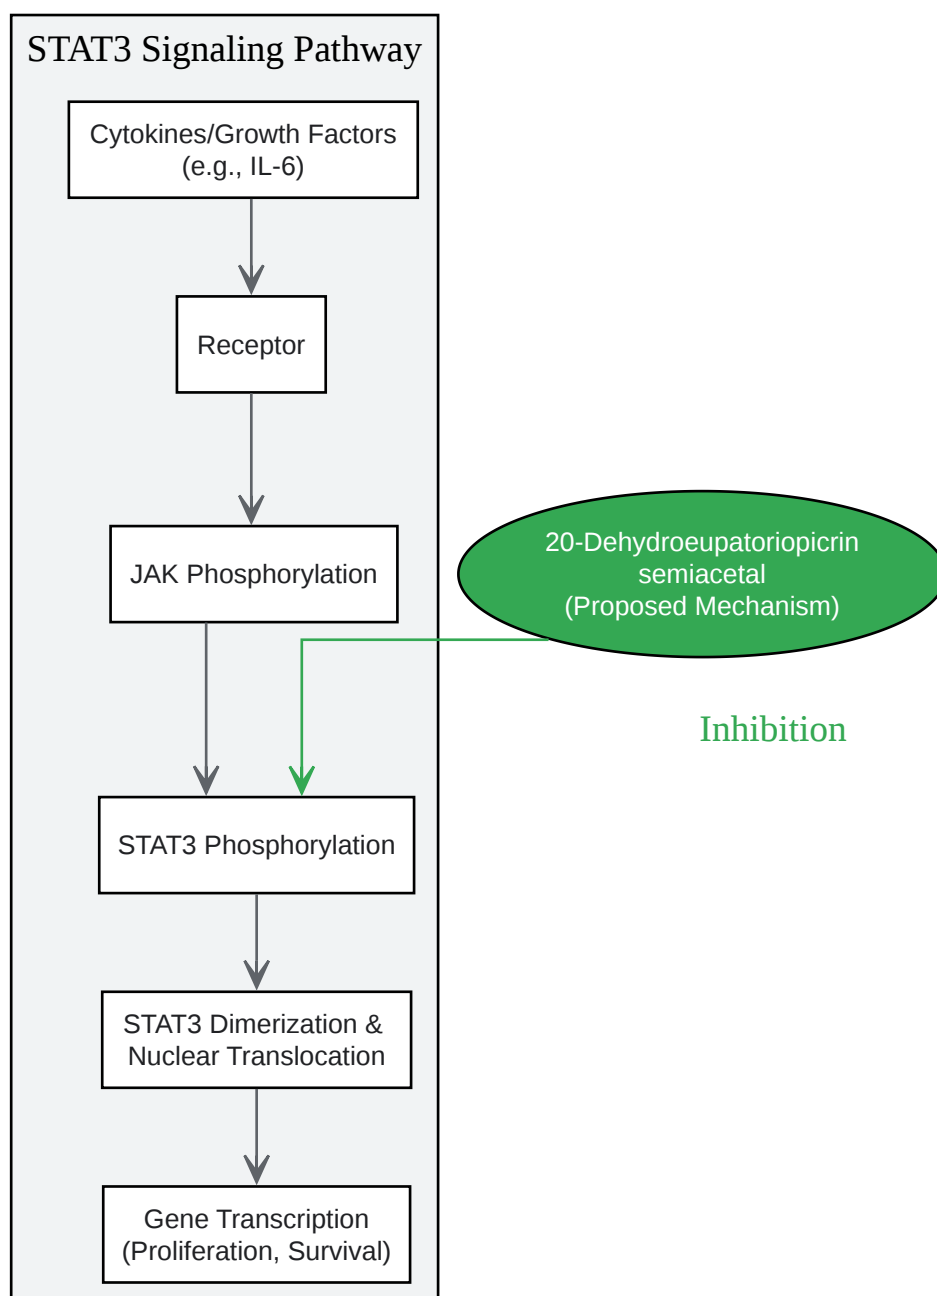 STAT3 Signaling Pathway
Cytokines/Growth Factors
(e.g., IL-6)
Receptor
JAK Phosphorylation
20-Dehydroeupatoriopicrin
semiacetal
(Proposed Mechanism)
Inhibition
STAT3 Phosphorylation
STAT3 Dimerization &
Nuclear Translocation
Gene Transcription
(Proliferation, Survival)